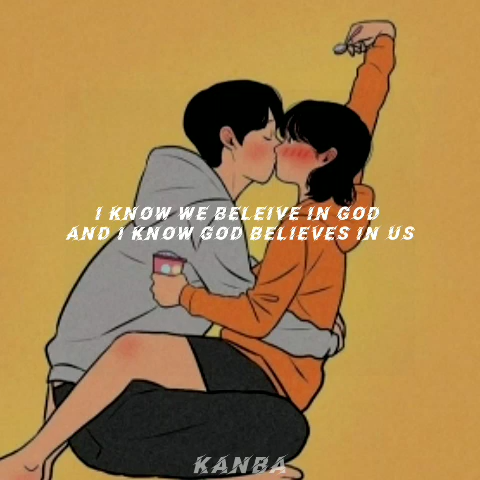 I KNOW WE BELEIVE IN GOD
AND I KNOW GOD BELIEVES IN US
KANBA